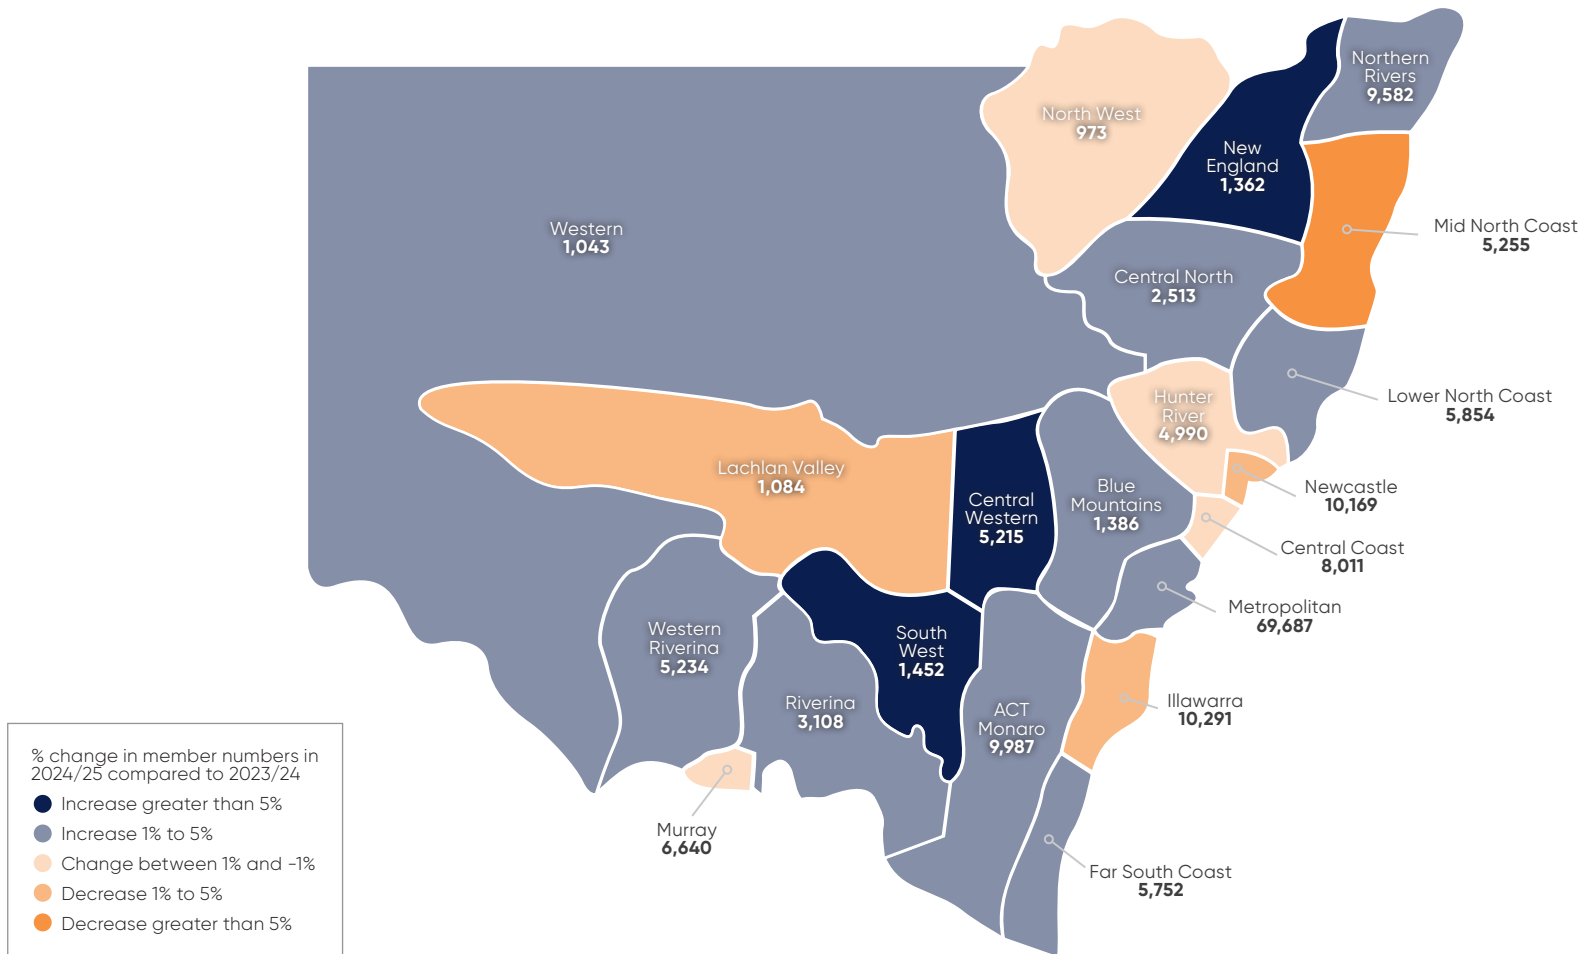 Northern
Rivers
9,582
North West
973
New
England
1,362
Western
1,043
Mid North Coast
5,255
Central North
2,513
Lower North Coast
5,854
Hunter
River
4,990
Lachlan Valley
1,084
Newcastle
10,169
Blue
Mountains
1,386
Central
Western
5,215
Central Coast
8,011
Metropolitan
69,687
Western
Riverina
5,234
South
West
1,452
Riverina
3,108
ACT
Monaro
9,987
Illawarra
10,291
Murray
6,640
Far South Coast
5,752
% change in member numbers in
2024/25 compared to 2023/24
Increase greater than 5%
Increase 1% to 5%
Change between 1% and -1%
Decrease 1% to 5%
Decrease greater than 5%